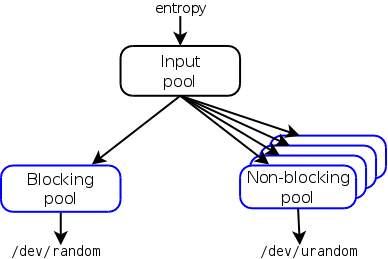 entropy
Input
pool
Blocking
pool
Non-blocking
pool
/dev/random
/dev/urandom